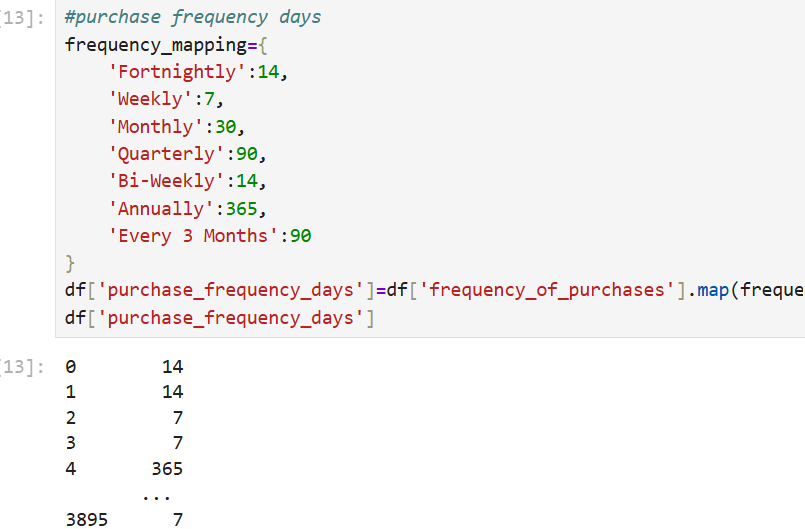 [13]: #purchase frequency days
frequency_mapping={
'Fortnightly':14,
'Weekly':7,
'Monthly':30,
'Quarterly':90,
'Bi-Weekly':14,
'Annually':365,
'Every 3 Months':90
}
df['purchase_frequency_days']=df['frequency_of_purchases'].map(freque
df['purchase_frequency_days']
[13]: 0 14
1 14
2 7
3 7
4 365
...
3895 7